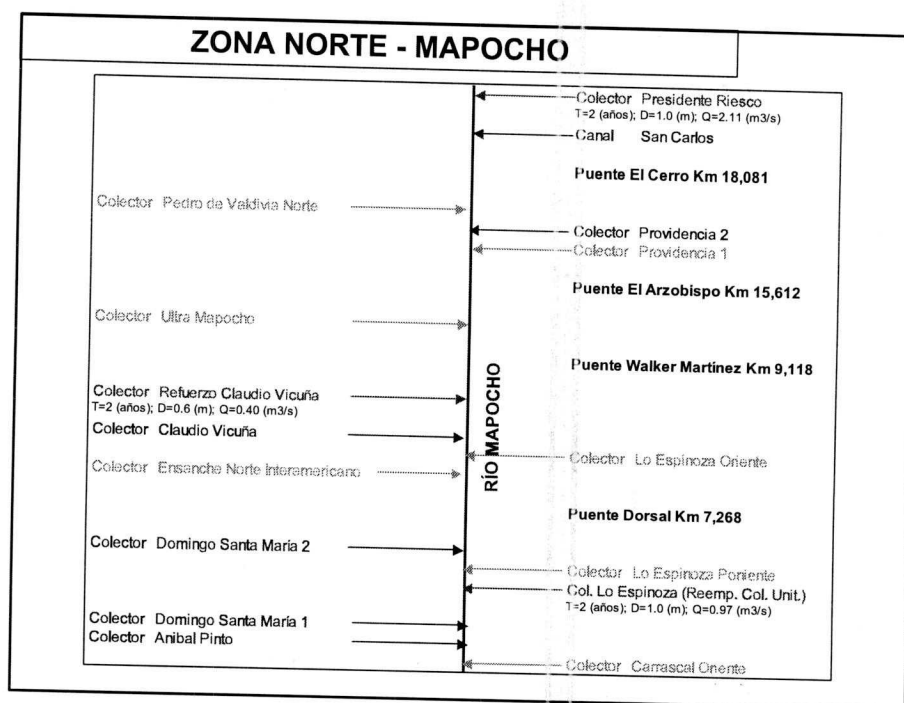 ZONA NORTE - MAPOCHO
Colector Presidente Riesco
T=2 (años); D=1.0 (m); Q=2.11 (m3/s)
Canal San Carlos
Puente El Cerro Km 18,081
Colector Pedro de Valdivia Norte
Colector Providencia 2
Colector Providencia 1
Puente El Arzobispo Km 15,612
Colector Ultra Mapocho
Puente Walker Martínez Km 9,118
Colector Refuerzo Claudio Vicuña
T=2 (años); D=0.6 (m); Q=0.40 (m3/s)
Colector Claudio Vicuña
RÍO MAPOCHO
Colector Lo Espinoza Oriente
Colector Ensanche Norte Interamericano
Puente Dorsal Km 7,268
Colector Domingo Santa María 2
Colector Lo Espinoza Poniente
Col. Lo Espinoza (Reemp. Col. Unit.)
T=2 (años); D=1.0 (m); Q=0.97 (m3/s)
Colector Domingo Santa María 1
Colector Anibal Pinto
Colector Carrascal Oriente